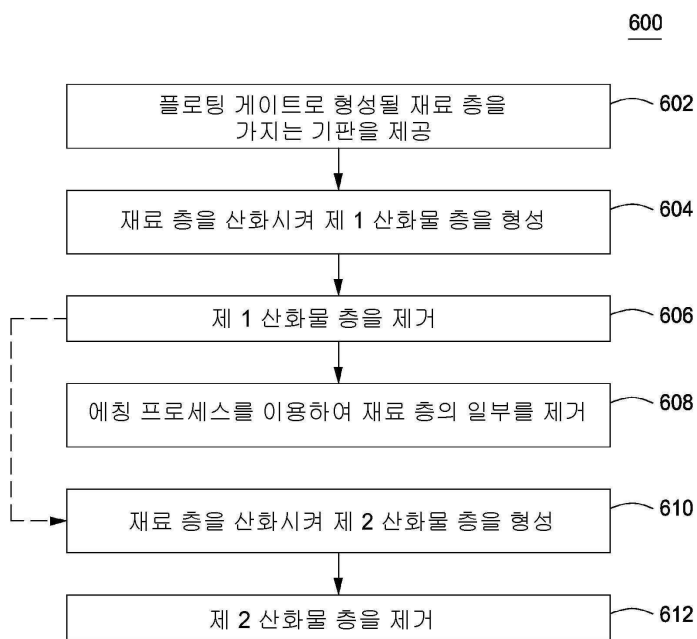 600
플로팅 게이트로 형성될 재료 층을
가지는 기판을 제공
602
재료 층을 산화시켜 제 1 산화물 층을 형성
604
제 1 산화물 층을 제거
606
에칭 프로세스를 이용하여 재료 층의 일부를 제거
608
재료 층을 산화시켜 제 2 산화물 층을 형성
610
제 2 산화물 층을 제거
612